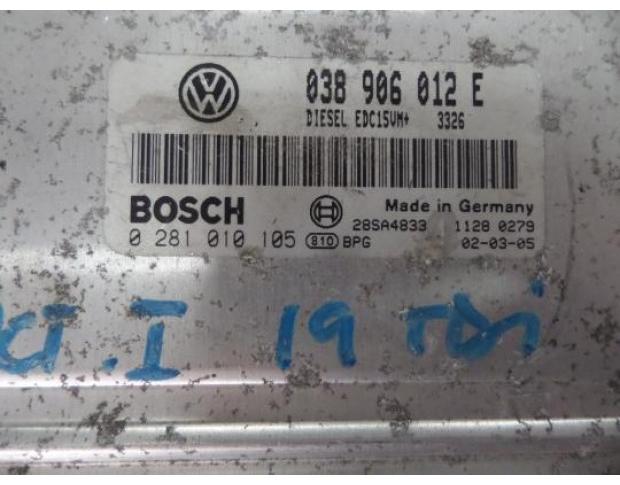 038 906 012 E
DIESEL EDC15VM+ 3326
BOSCH
Made in Germany
28SA4833 1128 0279
0 281 010 105 810 BPG 02-03-05
.I 19 TDi